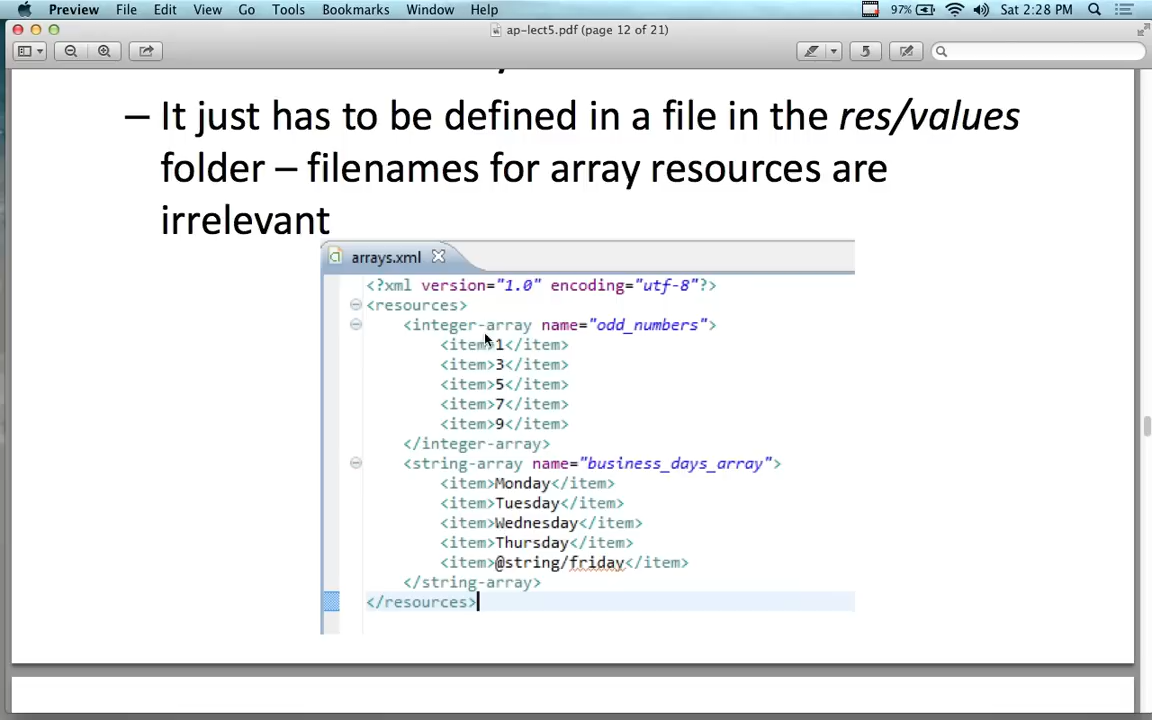 Preview File Edit View Go Tools Bookmarks Window Help 97% Sat 2:28 PM
ap-lect5.pdf (page 12 of 21)
5
– It just has to be defined in a file in the res/values
folder – filenames for array resources are
irrelevant
arrays.xml
<?xml version="1.0" encoding="utf-8"?>
<resources>
<integer-array name="odd_numbers">
<item>1</item>
<item>3</item>
<item>5</item>
<item>7</item>
<item>9</item>
</integer-array>
<string-array name="business_days_array">
<item>Monday</item>
<item>Tuesday</item>
<item>Wednesday</item>
<item>Thursday</item>
<item>@string/friday</item>
</string-array>
</resources>